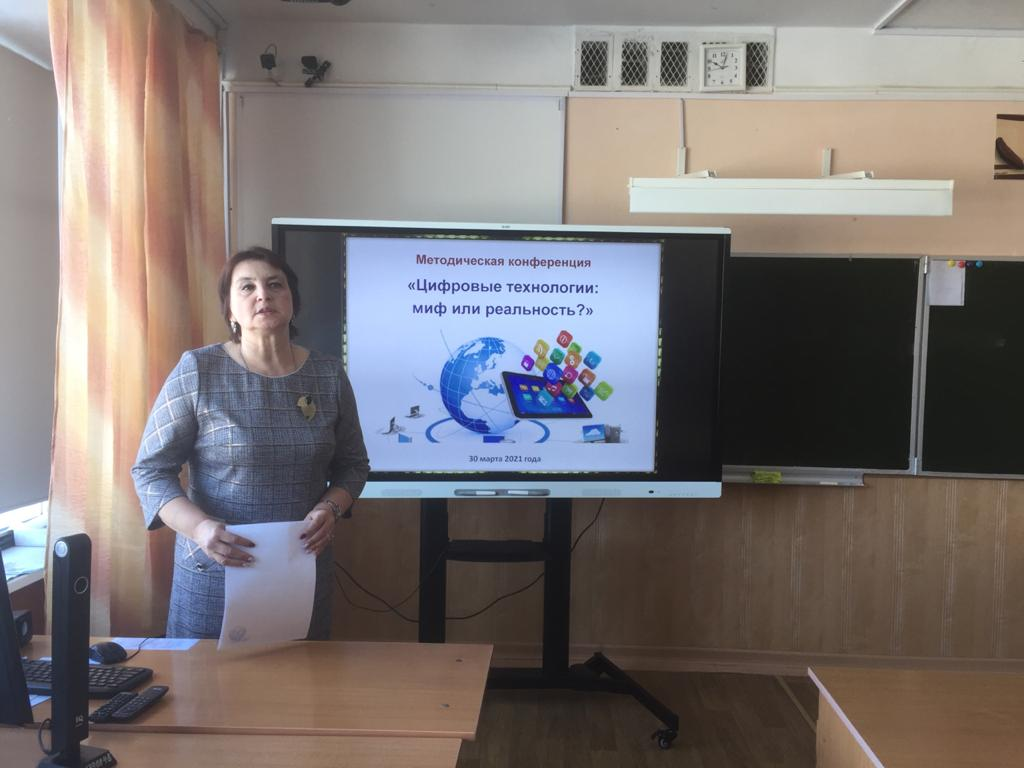 Методическая конференция
«Цифровые технологии:
миф или реальность?»
30 марта 2021 года